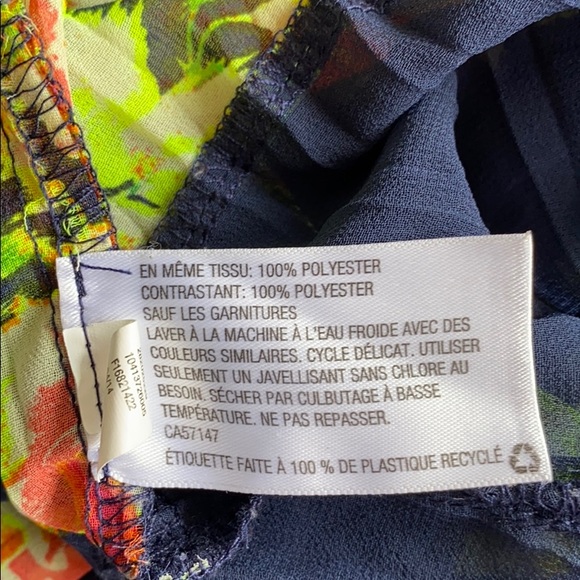 EN MÊME TISSU: 100% POLYESTER
CONTRASTANT: 100% POLYESTER
SAUF LES GARNITURES
LAVER À LA MACHINE À L'EAU FROIDE AVEC DES
COULEURS SIMILAIRES. CYCLE DÉLICAT. UTILISER
SEULEMENT UN JAVELLISANT SANS CHLORE AU
BESOIN. SÉCHER PAR CULBUTAGE À BASSE
TEMPÉRATURE. NE PAS REPASSER.
CA57147
ÉTIQUETTE FAITE À 100 % DE PLASTIQUE RECYCLÉ
F16821422